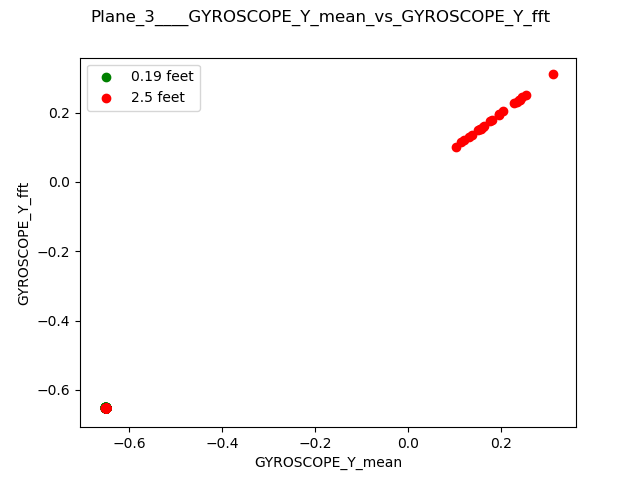 Plane_3____GYROSCOPE_Y_mean_vs_GYROSCOPE_Y_fft
0.19 feet
2.5 feet
GYROSCOPE_Y_fft
0.2
0.0
−0.2
−0.4
−0.6
−0.6
−0.4
−0.2
0.0
0.2
GYROSCOPE_Y_mean